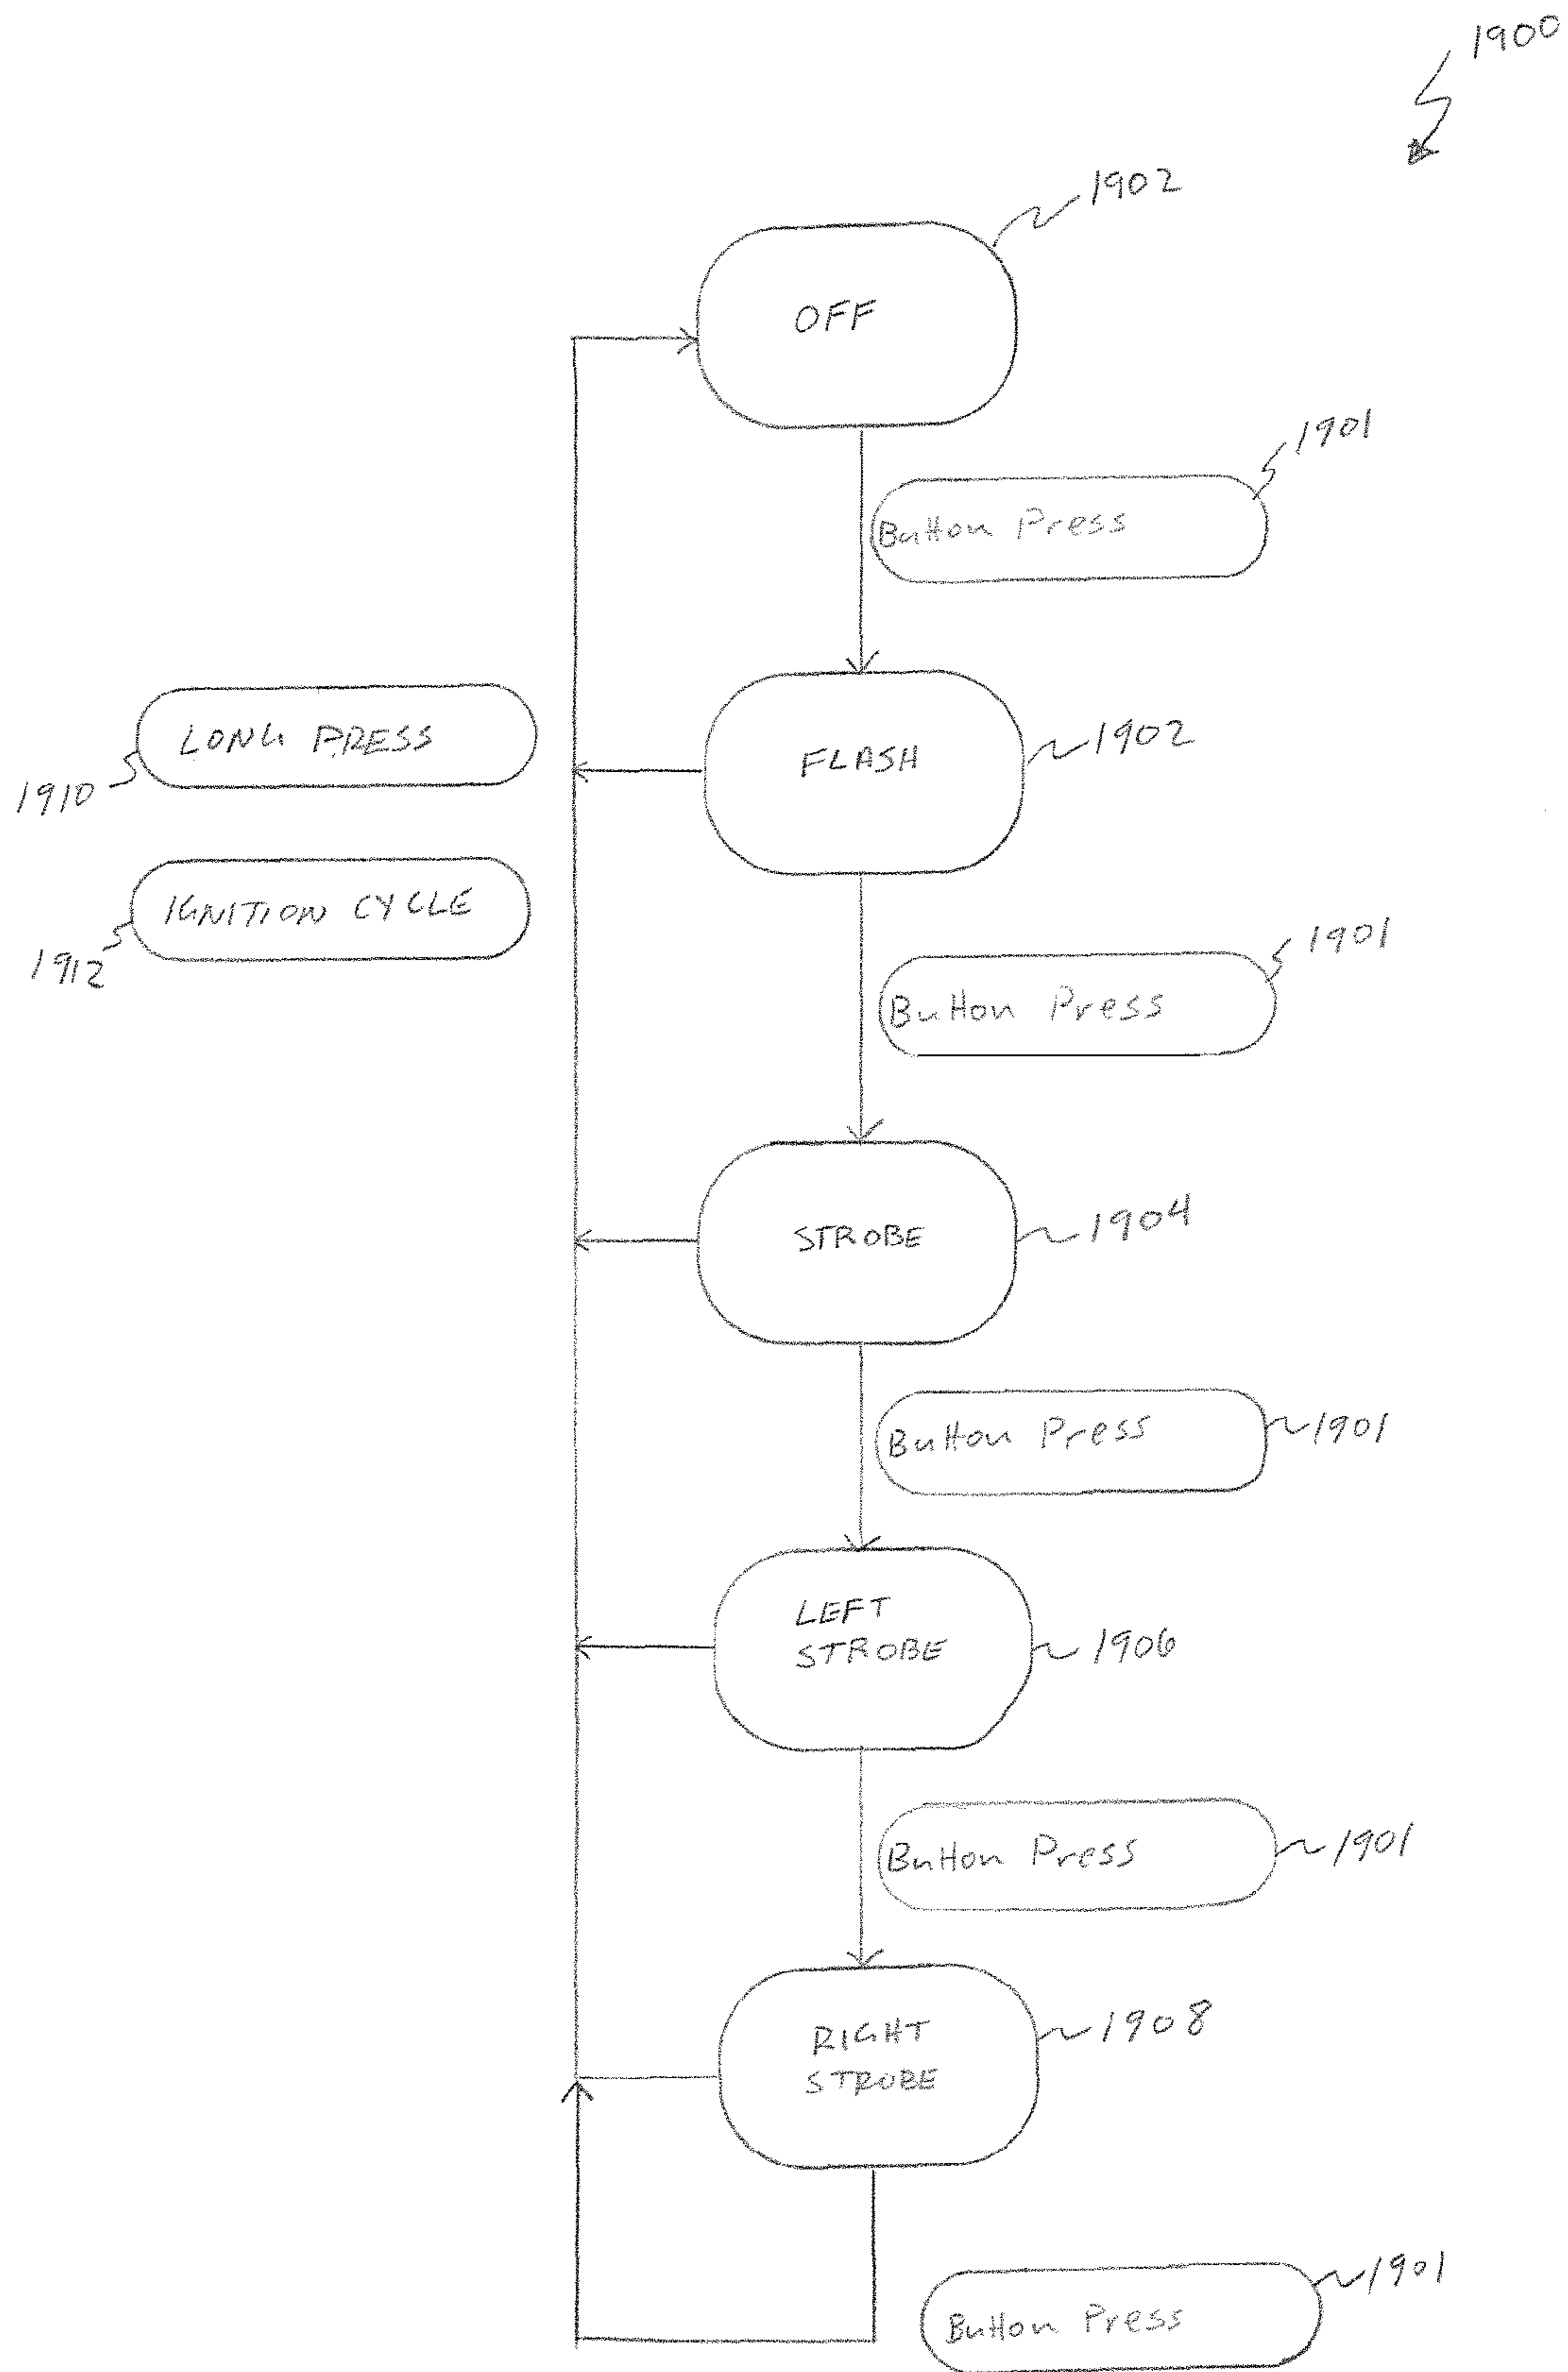 1900
1902
OFF
1901
Button Press
LONG PRESS
1910
FLASH
1902
IGNITION CYCLE
1912
1901
Button Press
STROBE
1904
Button Press
1901
LEFT
STROBE
1906
Button Press
1901
RIGHT
STROBE
1908
1901
Button Press